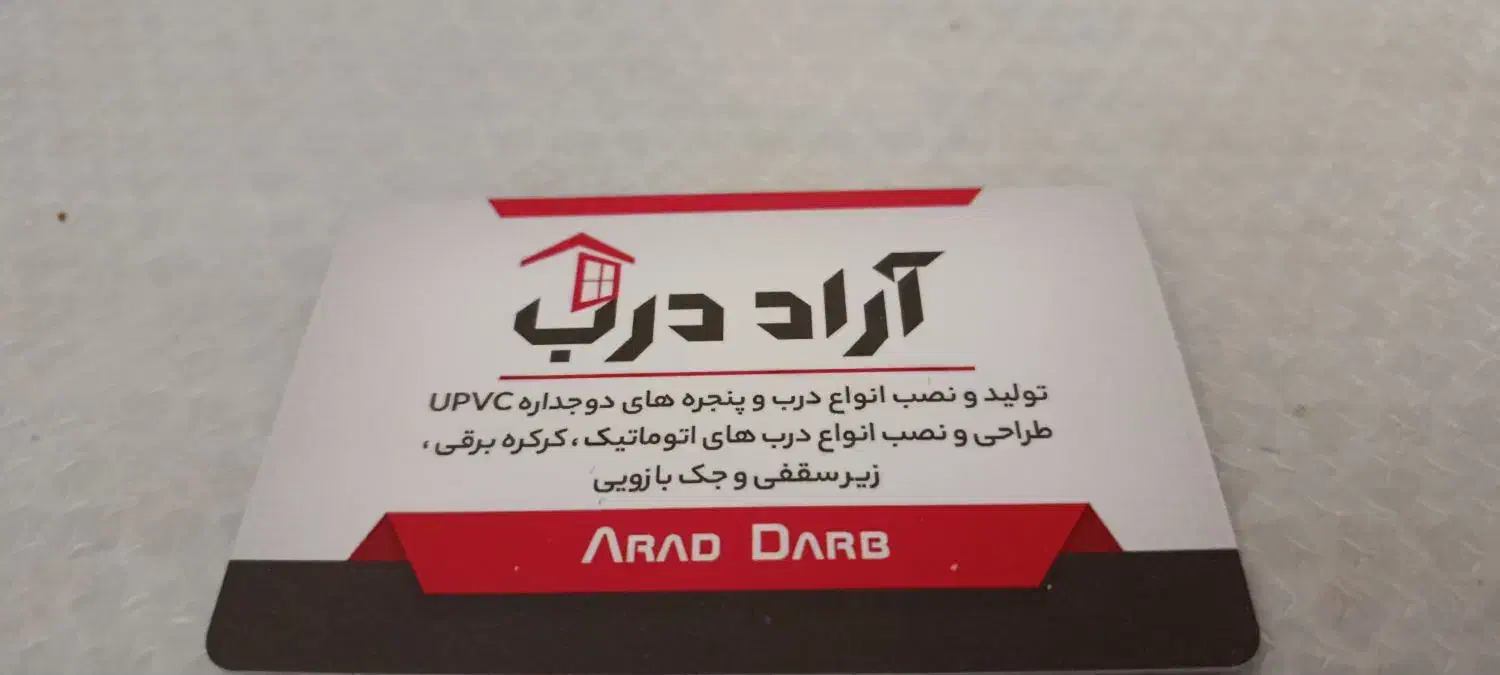 آراد درب
تولید و نصب انواع درب و پنجره های دوجداره UPVC
طراحی و نصب انواع درب های اتوماتیک ، کرکره برقی ،
زیرسقفی و جک بازویی
ARAD DARB